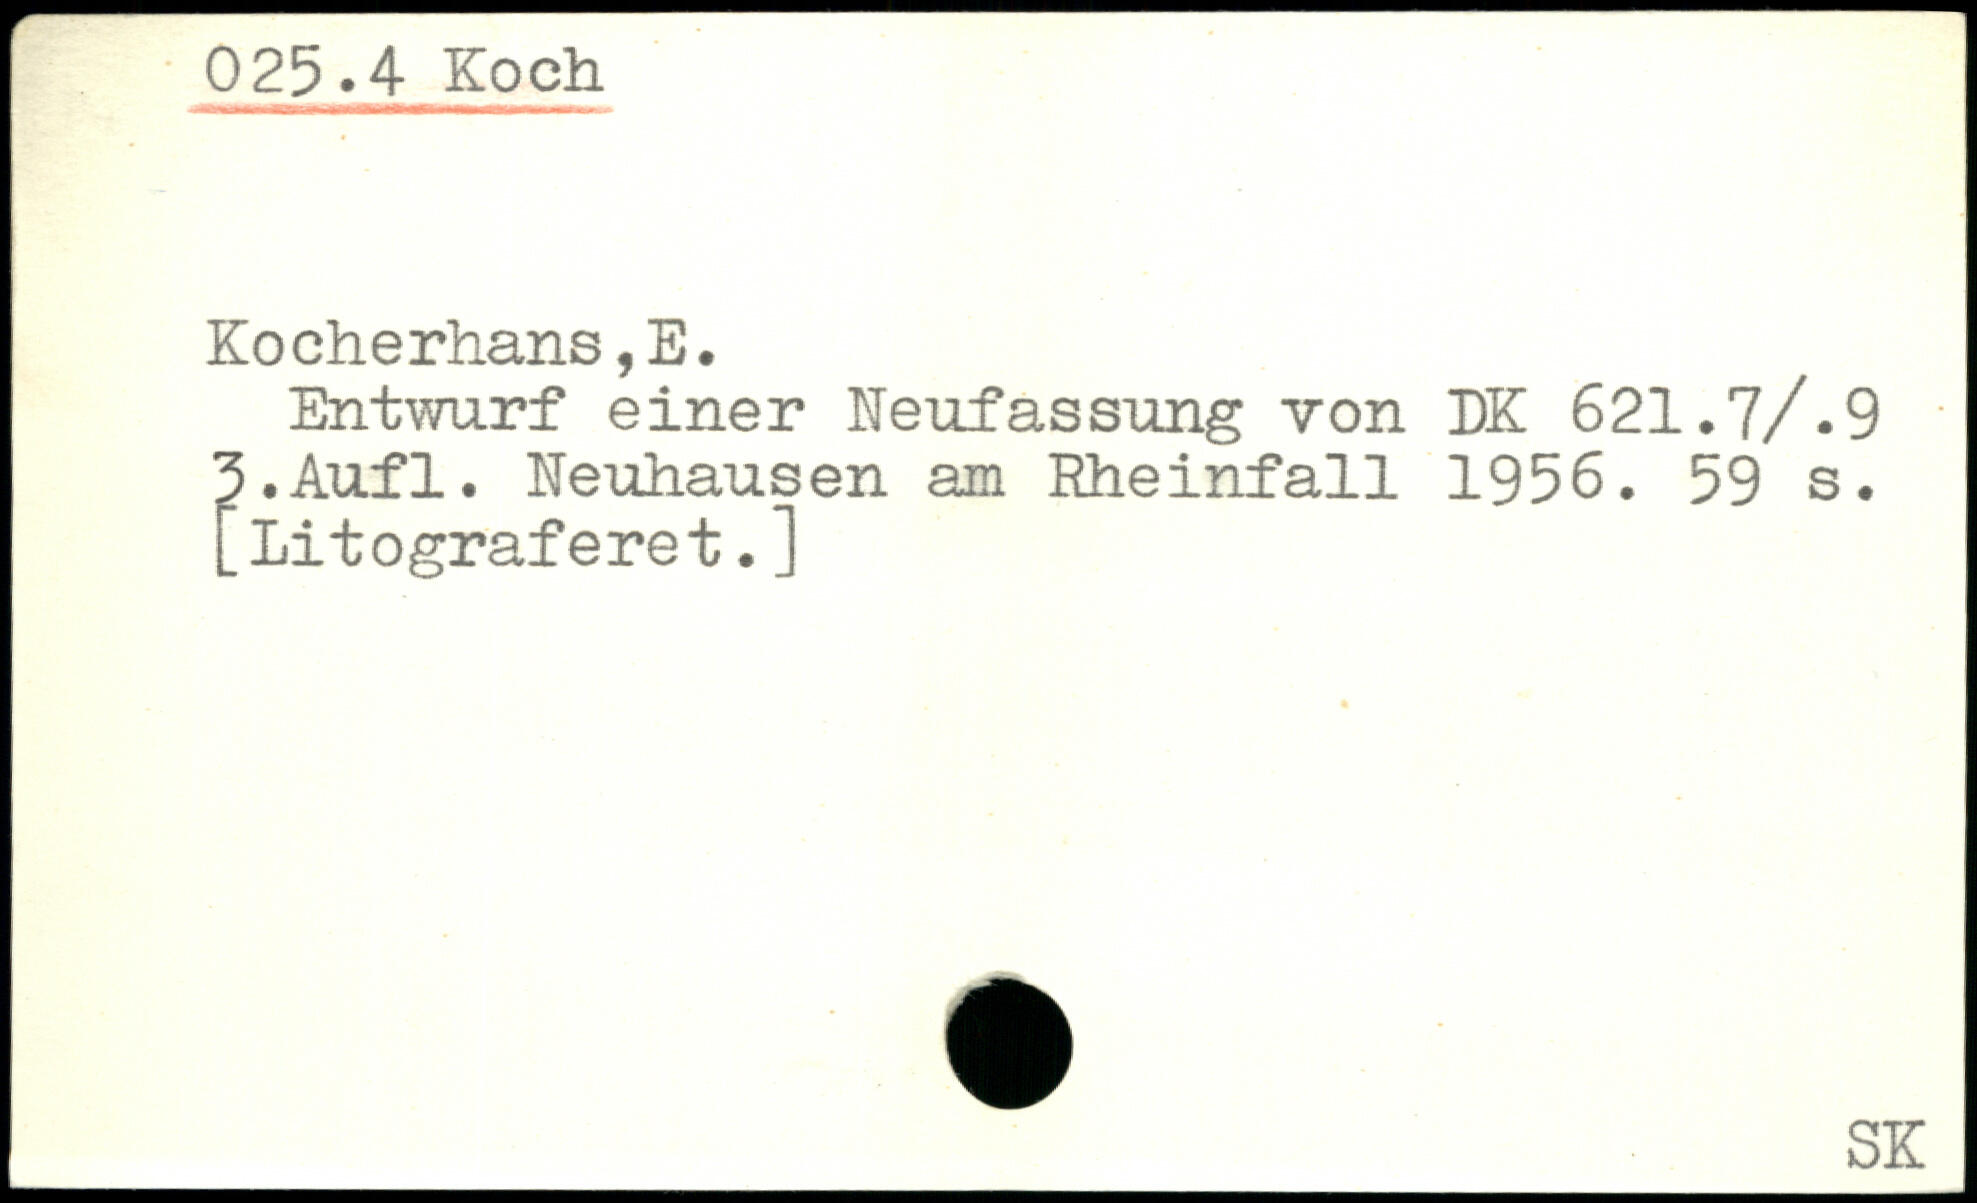 025.4 Koch
Kocherhans,E.
Entwurf einer Neufassung von DK 621.7/.9
3.Aufl. Neuhausen am Rheinfall 1956. 59 s.
[Litograferet.]
SK